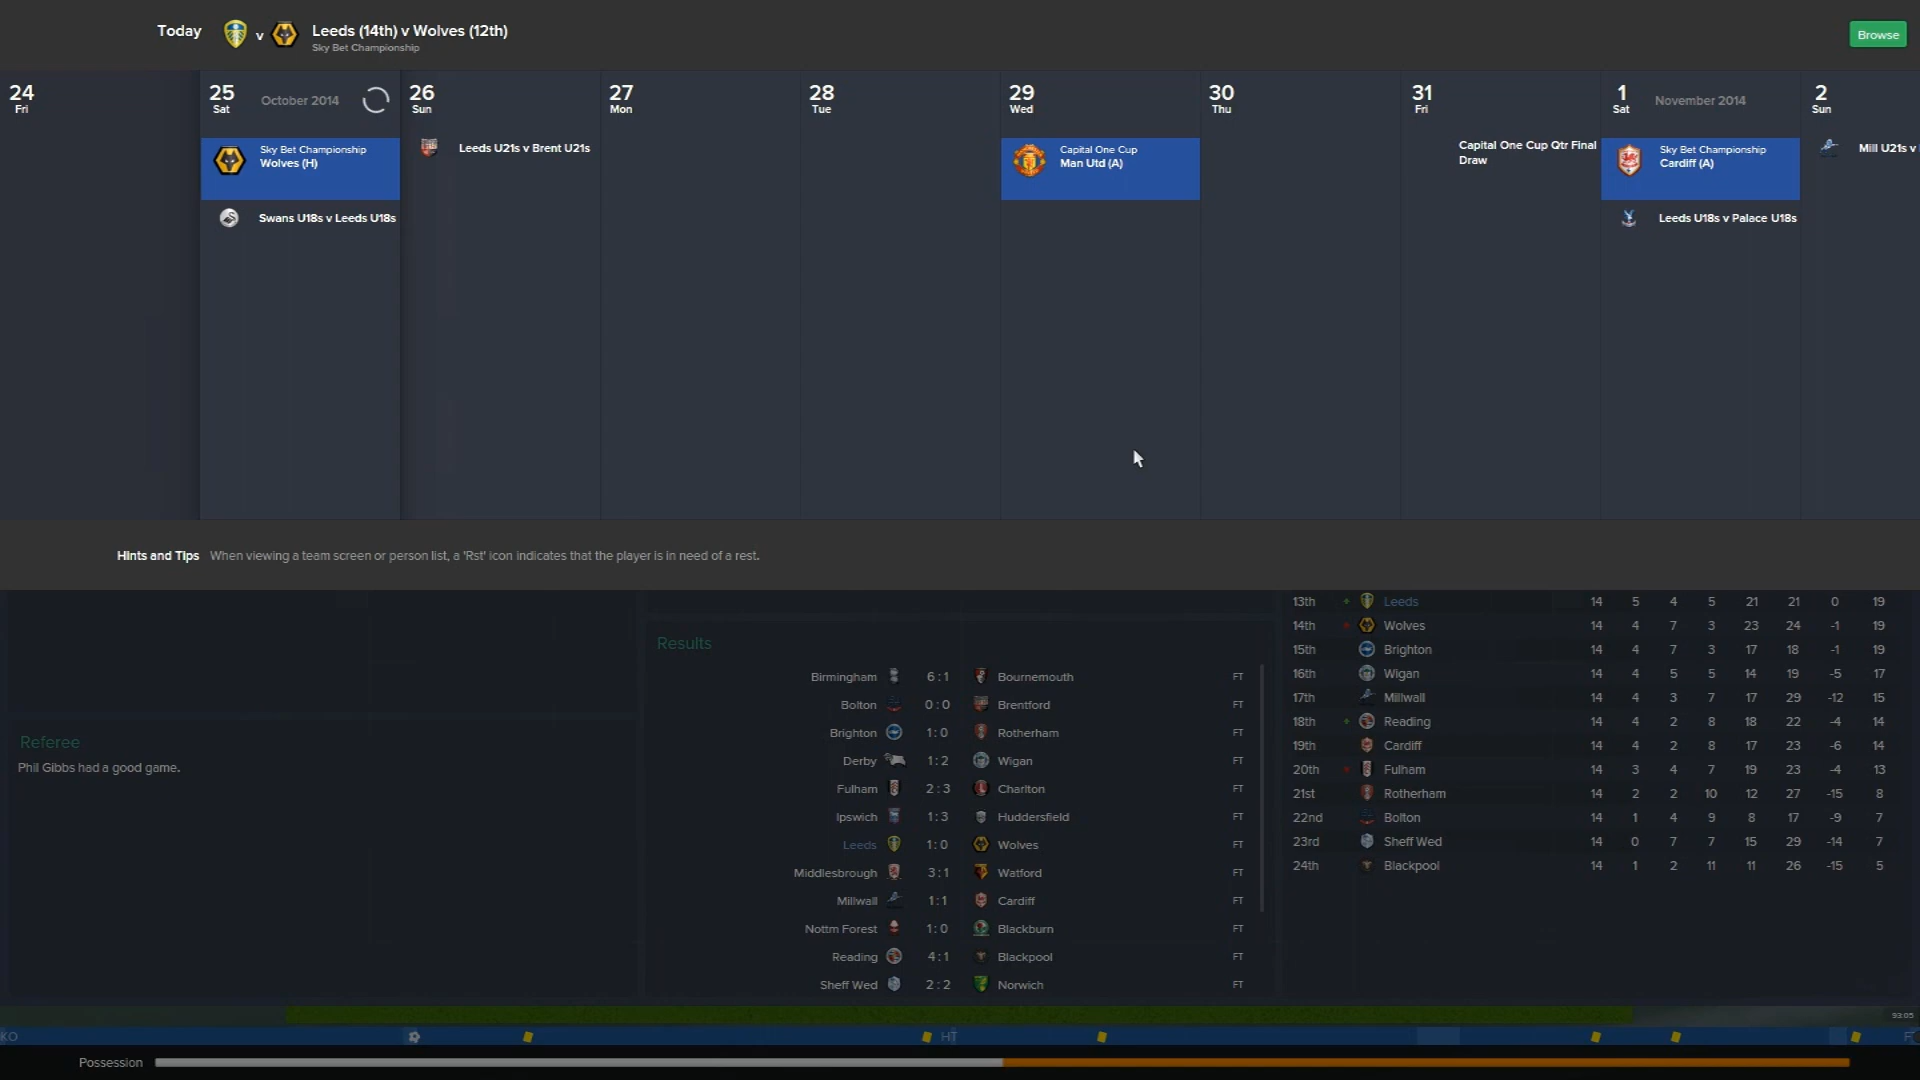 Today v Leeds (14th) v Wolves (12th)
Sky Bet Championship
Browse
24 Fri
25 Sat October 2014
26 Sun
27 Mon
28 Tue
29 Wed
30 Thu
31 Fri
1 Sat November 2014
2 Sun
Sky Bet Championship
Wolves (H)
Swans U18s v Leeds U18s
Leeds U21s v Brent U21s
Capital One Cup
Man Utd (A)
Capital One Cup Qtr Final
Draw
Sky Bet Championship
Cardiff (A)
Leeds U18s v Palace U18s
Mill U21s v
Hints and Tips When viewing a team screen or person list, a 'Rst' icon indicates that the player is in need of a rest.
Referee
Phil Gibbs had a good game.
Results
Birmingham 6 : 1 Bournemouth FT
Bolton 0 : 0 Brentford FT
Brighton 1 : 0 Rotherham FT
Derby 1 : 2 Wigan FT
Fulham 2 : 3 Charlton FT
Ipswich 1 : 3 Huddersfield FT
Leeds 1 : 0 Wolves FT
Middlesbrough 3 : 1 Watford FT
Millwall 1 : 1 Cardiff FT
Nottm Forest 1 : 0 Blackburn FT
Reading 4 : 1 Blackpool FT
Sheff Wed 2 : 2 Norwich FT
13th Leeds 14 5 4 5 21 21 0 19
14th Wolves 14 4 7 3 23 24 -1 19
15th Brighton 14 4 7 3 17 18 -1 19
16th Wigan 14 4 5 5 14 19 -5 17
17th Millwall 14 4 3 7 17 29 -12 15
18th Reading 14 4 2 8 18 22 -4 14
19th Cardiff 14 4 2 8 17 23 -6 14
20th Fulham 14 3 4 7 19 23 -4 13
21st Rotherham 14 2 2 10 12 27 -15 8
22nd Bolton 14 1 4 9 8 17 -9 7
23rd Sheff Wed 14 0 7 7 15 29 -14 7
24th Blackpool 14 1 2 11 11 26 -15 5
93:05
KO HT
Possession